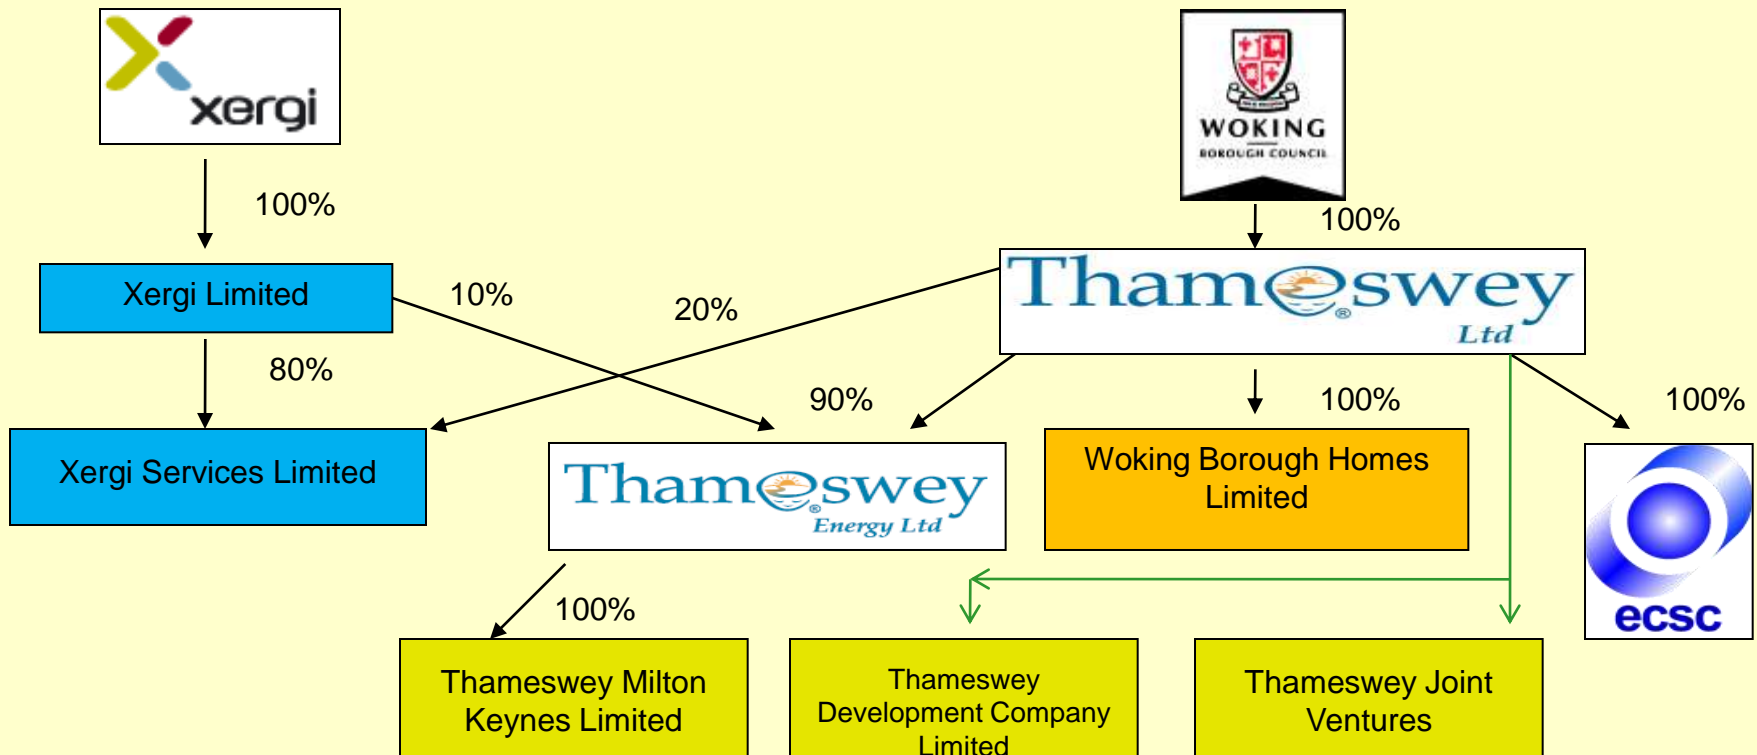 xergi
WOKING
BOROUGH COUNCIL
100%
100%
Xergi Limited
10%
20%
Thameswey
®
Ltd
80%
90%
100%
100%
Xergi Services Limited
Thameswey
®
Energy Ltd
Woking Borough Homes
Limited
ecsc
100%
Thameswey Milton
Keynes Limited
Thameswey
Development Company
Limited
Thameswey Joint
Ventures